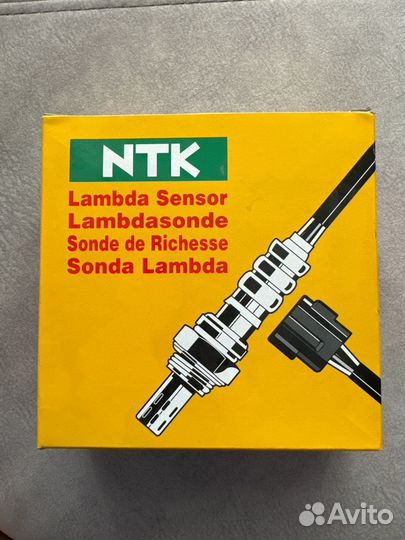 NTK
Lambda Sensor
Lambdasonde
Sonde de Richesse
Sonda Lambda
Avito